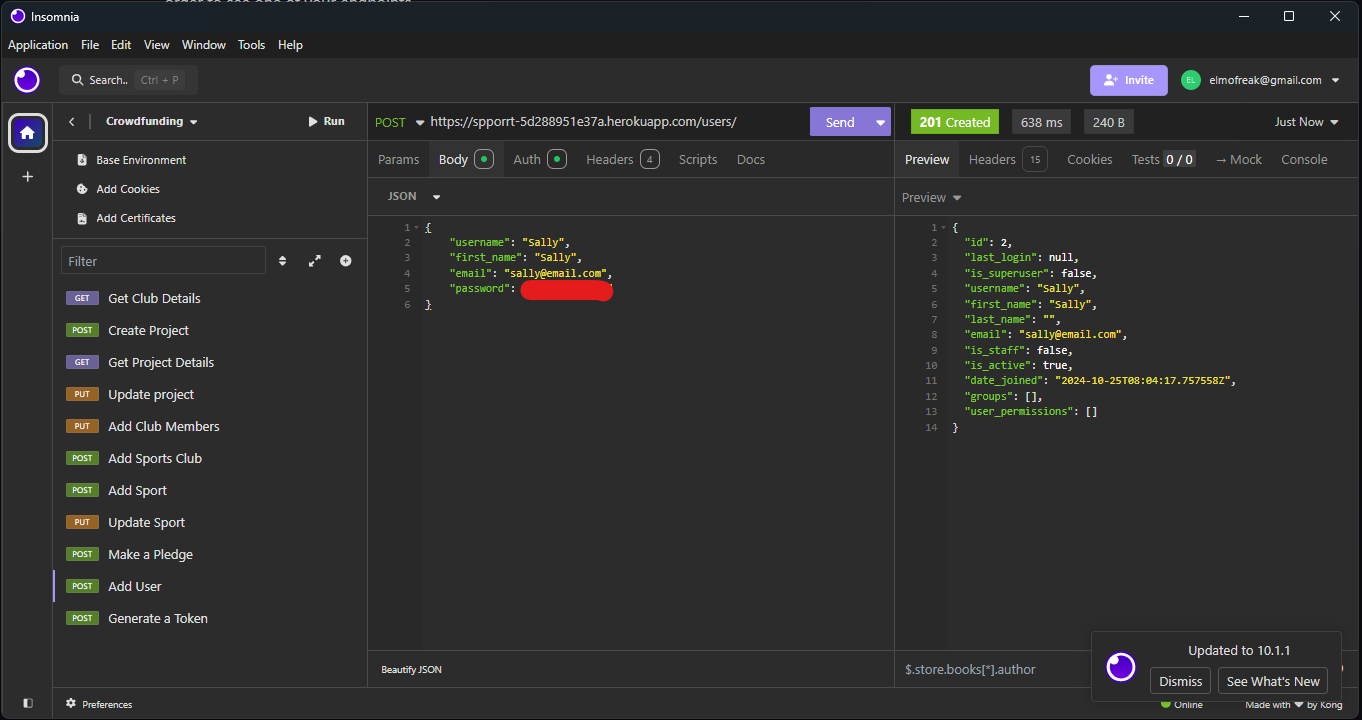 Insomnia
Application File Edit View Window Tools Help
Search.. Ctrl + P
Invite
EL elmofreak@gmail.com
Crowdfunding
Run
Base Environment
Add Cookies
Add Certificates
Filter
GET Get Club Details
POST Create Project
GET Get Project Details
PUT Update project
PUT Add Club Members
POST Add Sports Club
POST Add Sport
PUT Update Sport
POST Make a Pledge
POST Add User
POST Generate a Token
POST https://spporrt-5d288951e37a.herokuapp.com/users/ Send
Params Body Auth Headers 4 Scripts Docs
JSON
1 {
2 "username": "Sally",
3 "first_name": "Sally",
4 "email": "sally@email.com",
5 "password":
6 }
Beautify JSON
201 Created 638 ms 240 B Just Now
Preview Headers 15 Cookies Tests 0 / 0 → Mock Console
Preview
1 {
2 "id": 2,
3 "last_login": null,
4 "is_superuser": false,
5 "username": "Sally",
6 "first_name": "Sally",
7 "last_name": "",
8 "email": "sally@email.com",
9 "is_staff": false,
10 "is_active": true,
11 "date_joined": "2024-10-25T08:04:17.757558Z",
12 "groups": [],
13 "user_permissions": []
14 }
$.store.books[*].author
Updated to 10.1.1
Dismiss See What's New
Preferences
Online Made with ❤ by Kong